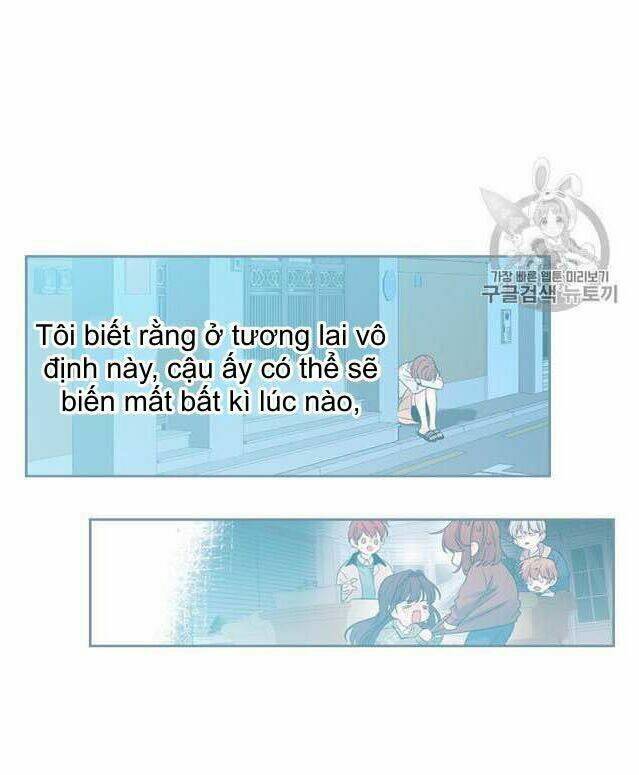 가장 빠른 웹툰 미리보기
구글검색 뉴토끼
Tôi biết rằng ở tương lai vô
định này, cậu ấy có thể sẽ
biến mất bất kì lúc nào,